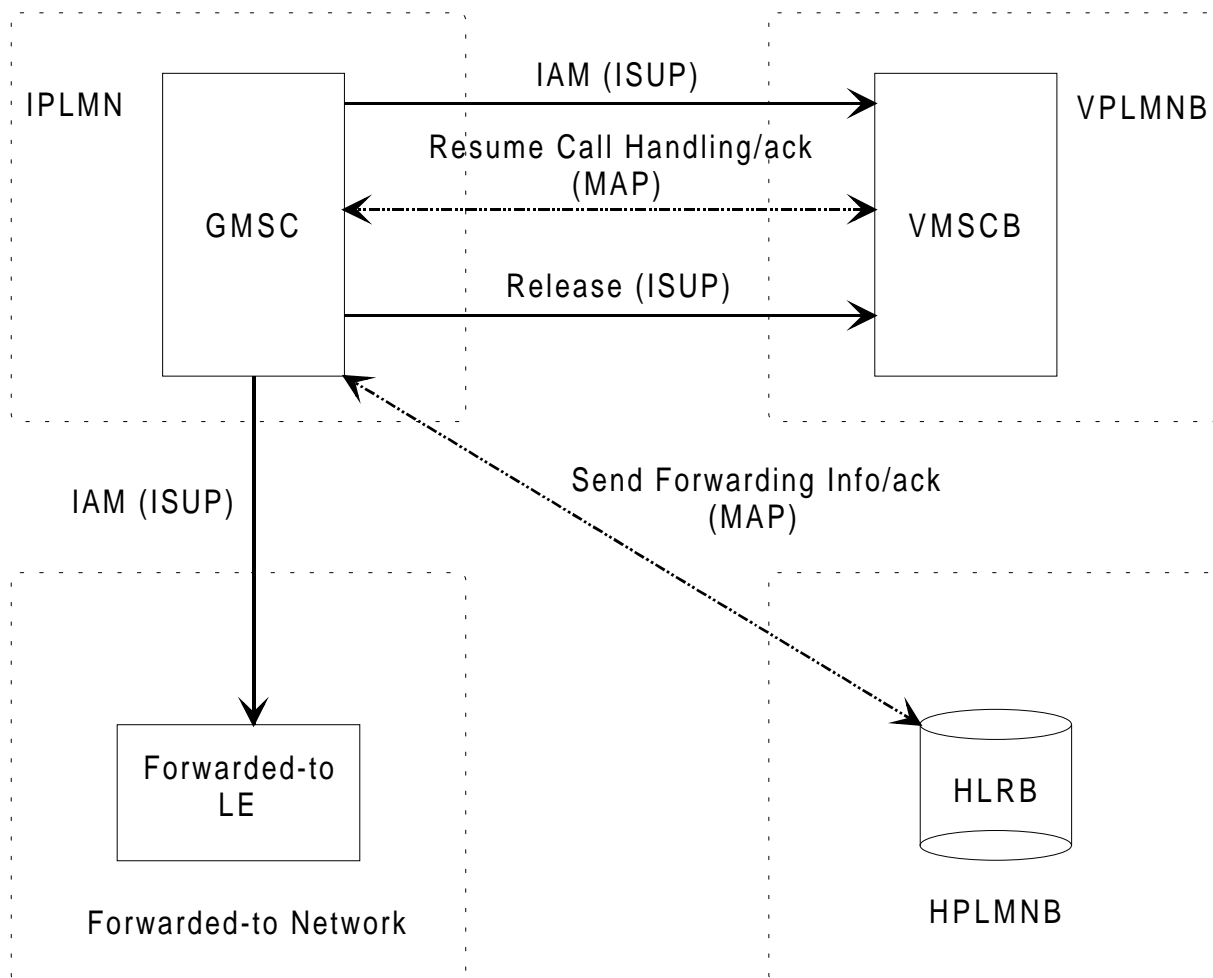 IAM (ISUP)
IPLMN
VPLMNB
Resume Call Handling/ack
(MAP)
GMSC
VMSCB
Release (ISUP)
Send Forwarding Info/ack
(MAP)
IAM (ISUP)
Forwarded-to
LE
HLRB
Forwarded-to Network
HPLMNB